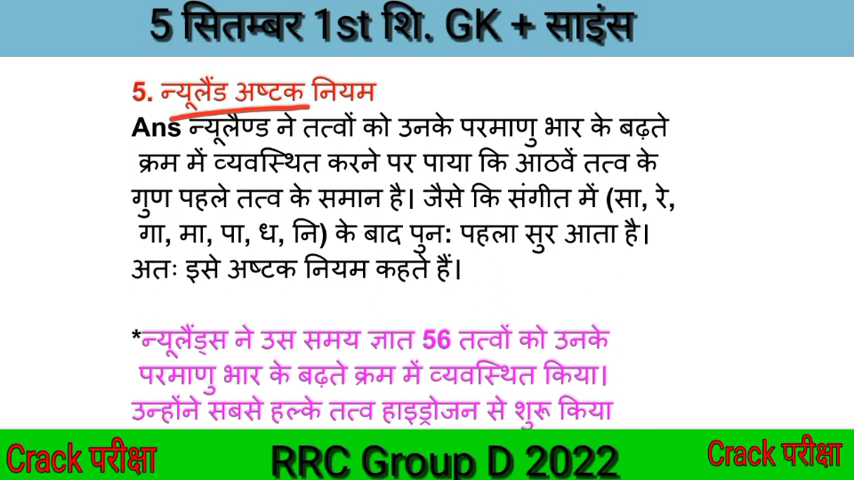 5 सितम्बर 1st शि. GK + साइंस
5. न्यूलैंड अष्टक नियम
Ans न्यूलैण्ड ने तत्वों को उनके परमाणु भार के बढ़ते
क्रम में व्यवस्थित करने पर पाया कि आठवें तत्व के
गुण पहले तत्व के समान है। जैसे कि संगीत में (सा, रे,
गा, मा, पा, ध, नि) के बाद पुन: पहला सुर आता है।
अतः इसे अष्टक नियम कहते हैं।
*न्यूलैंड्स ने उस समय ज्ञात 56 तत्वों को उनके
परमाणु भार के बढ़ते क्रम में व्यवस्थित किया।
उन्होंने सबसे हल्के तत्व हाइड्रोजन से शुरू किया
Crack परीक्षा RRC Group D 2022 Crack परीक्षा